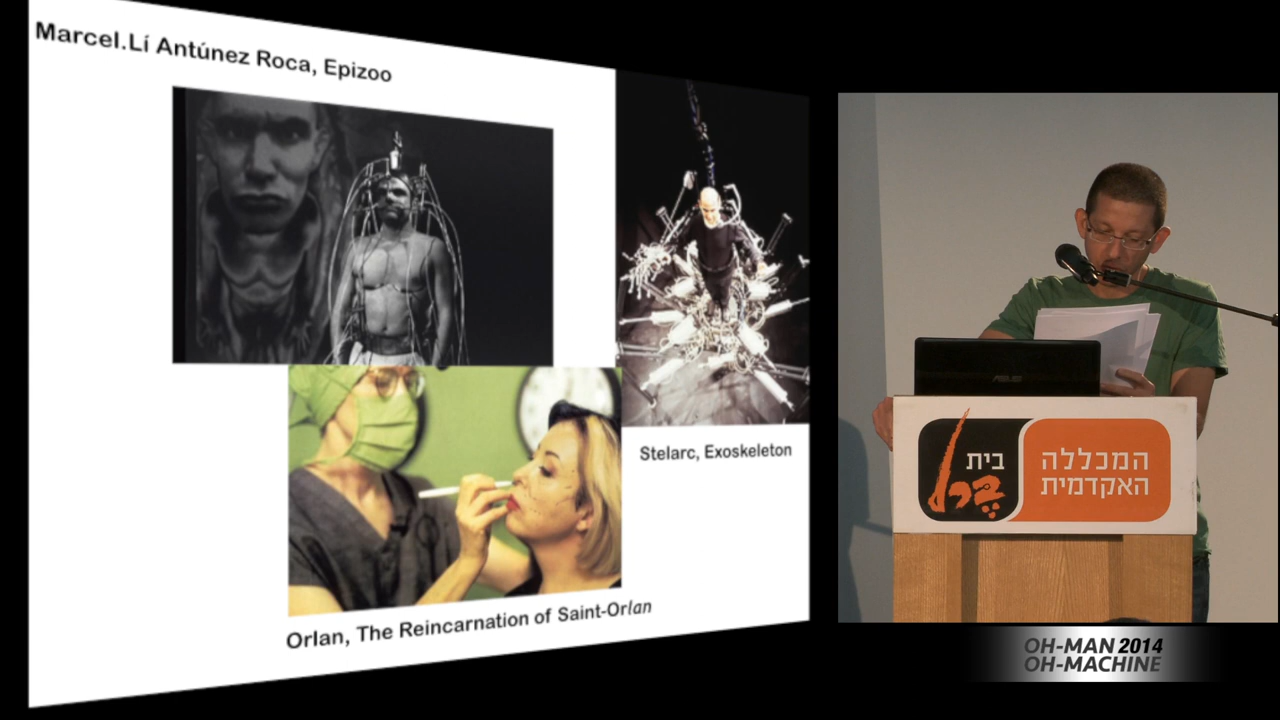 Marcel.Lí Antúnez Roca, Epizoo
Stelarc, Exoskeleton
Orlan, The Reincarnation of Saint-Orlan
ASUS
בית
ברל
המכללה
האקדמית
OH-MAN 2014
OH-MACHINE